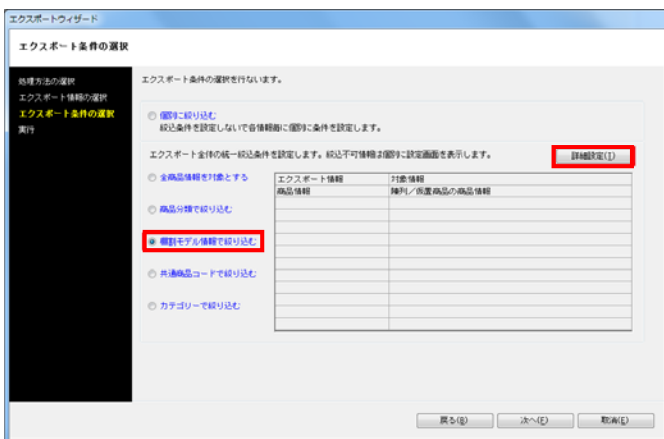 エクスポートウィザード
エクスポート条件の選択
処理方法の選択
エクスポート情報の選択
エクスポート条件の選択
実行
エクスポート条件の選択を行ないます。
個別に絞り込む
絞込条件を設定しないで各情報毎に個別に条件を設定します。
エクスポート全体の統一絞込条件を設定します。絞込不可情報は個別に設定画面を表示します。
詳細設定(I)
全商品情報を対象とする
商品分類で絞り込む
棚割モデル情報で絞り込む
共通商品コードで絞り込む
カテゴリーで絞り込む
エクスポート情報 対象情報
商品情報 陳列/仮置商品の商品情報
戻る(B) 次へ(F) 取消(E)